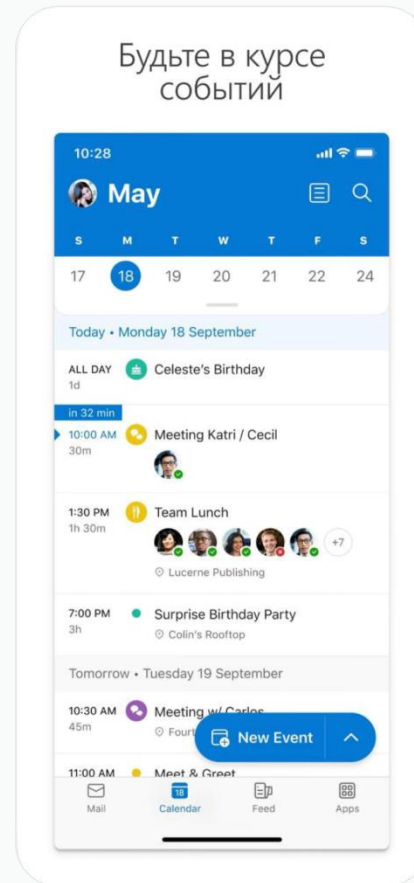 Будьте в курсе
событий
10:28
May
S M T W T F S
17 18 19 20 21 22 24
Today • Monday 18 September
ALL DAY Celeste's Birthday
1d
in 32 min
10:00 AM Meeting Katri / Cecil
30m
1:30 PM Team Lunch
1h 30m
+7
Lucerne Publishing
7:00 PM Surprise Birthday Party
3h Colin's Rooftop
Tomorrow • Tuesday 19 September
10:30 AM Meeting w/ Carlos
45m Fourt
New Event
11:00 AM Meet & Greet
18
Mail Calendar Feed Apps